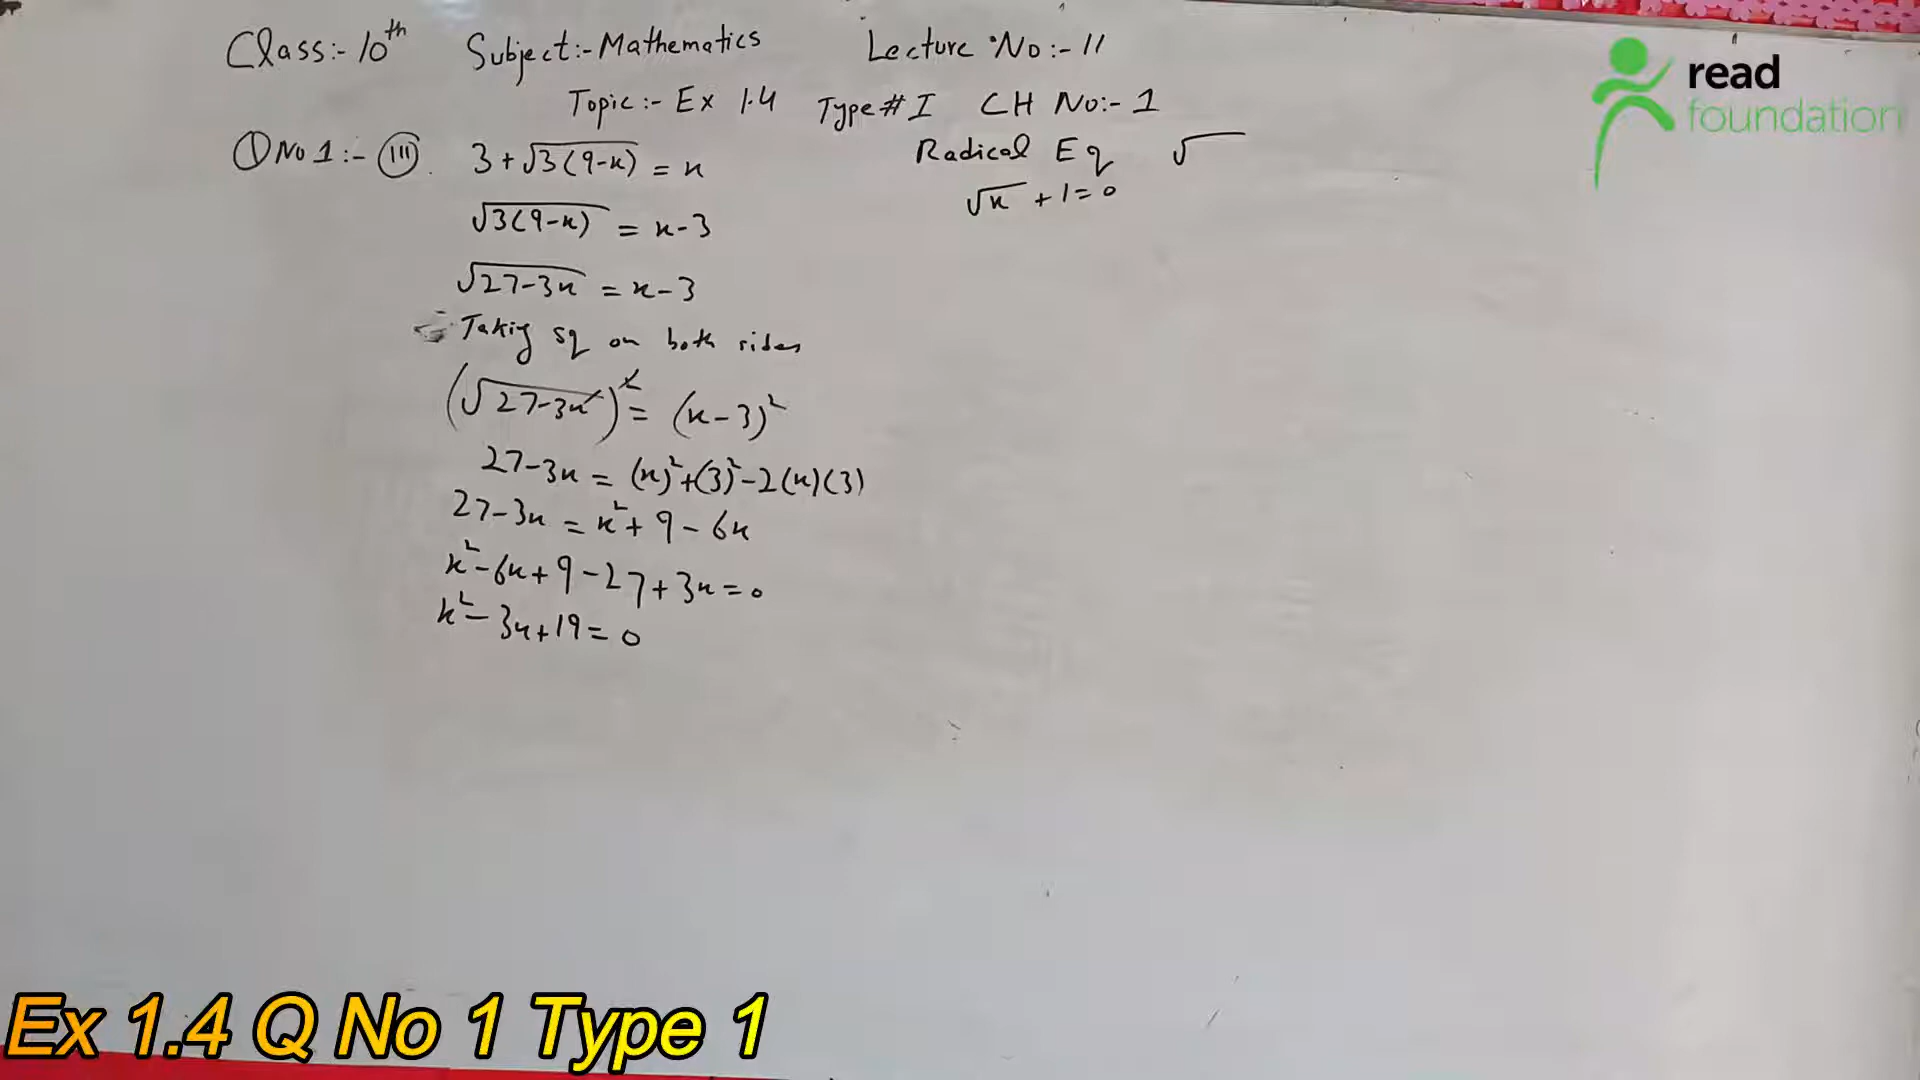 Class:- 10th Subject:- Mathematics Lecture No:- 11
Topic:- Ex 1.4 Type # I CH No:- 1
Q No 1:- (III). 3+√3(9-x) = x
√3(9-x) = x-3
√27-3x = x-3
Taking sq on both sides
(√27-3x)² = (x-3)²
27-3x = (x)²+(3)²-2(x)(3)
27-3x = x²+9-6x
x²-6x+9-27+3x=0
x²-3x+19=0
Radical Eq √
√x +1=0
read
foundation
Ex 1.4 Q No 1 Type 1